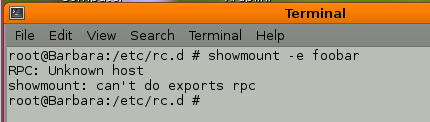 Terminal
File Edit View Search Terminal Help
root@Barbara:/etc/rc.d # showmount -e foobar
RPC: Unknown host
showmount: can't do exports rpc
root@Barbara:/etc/rc.d #